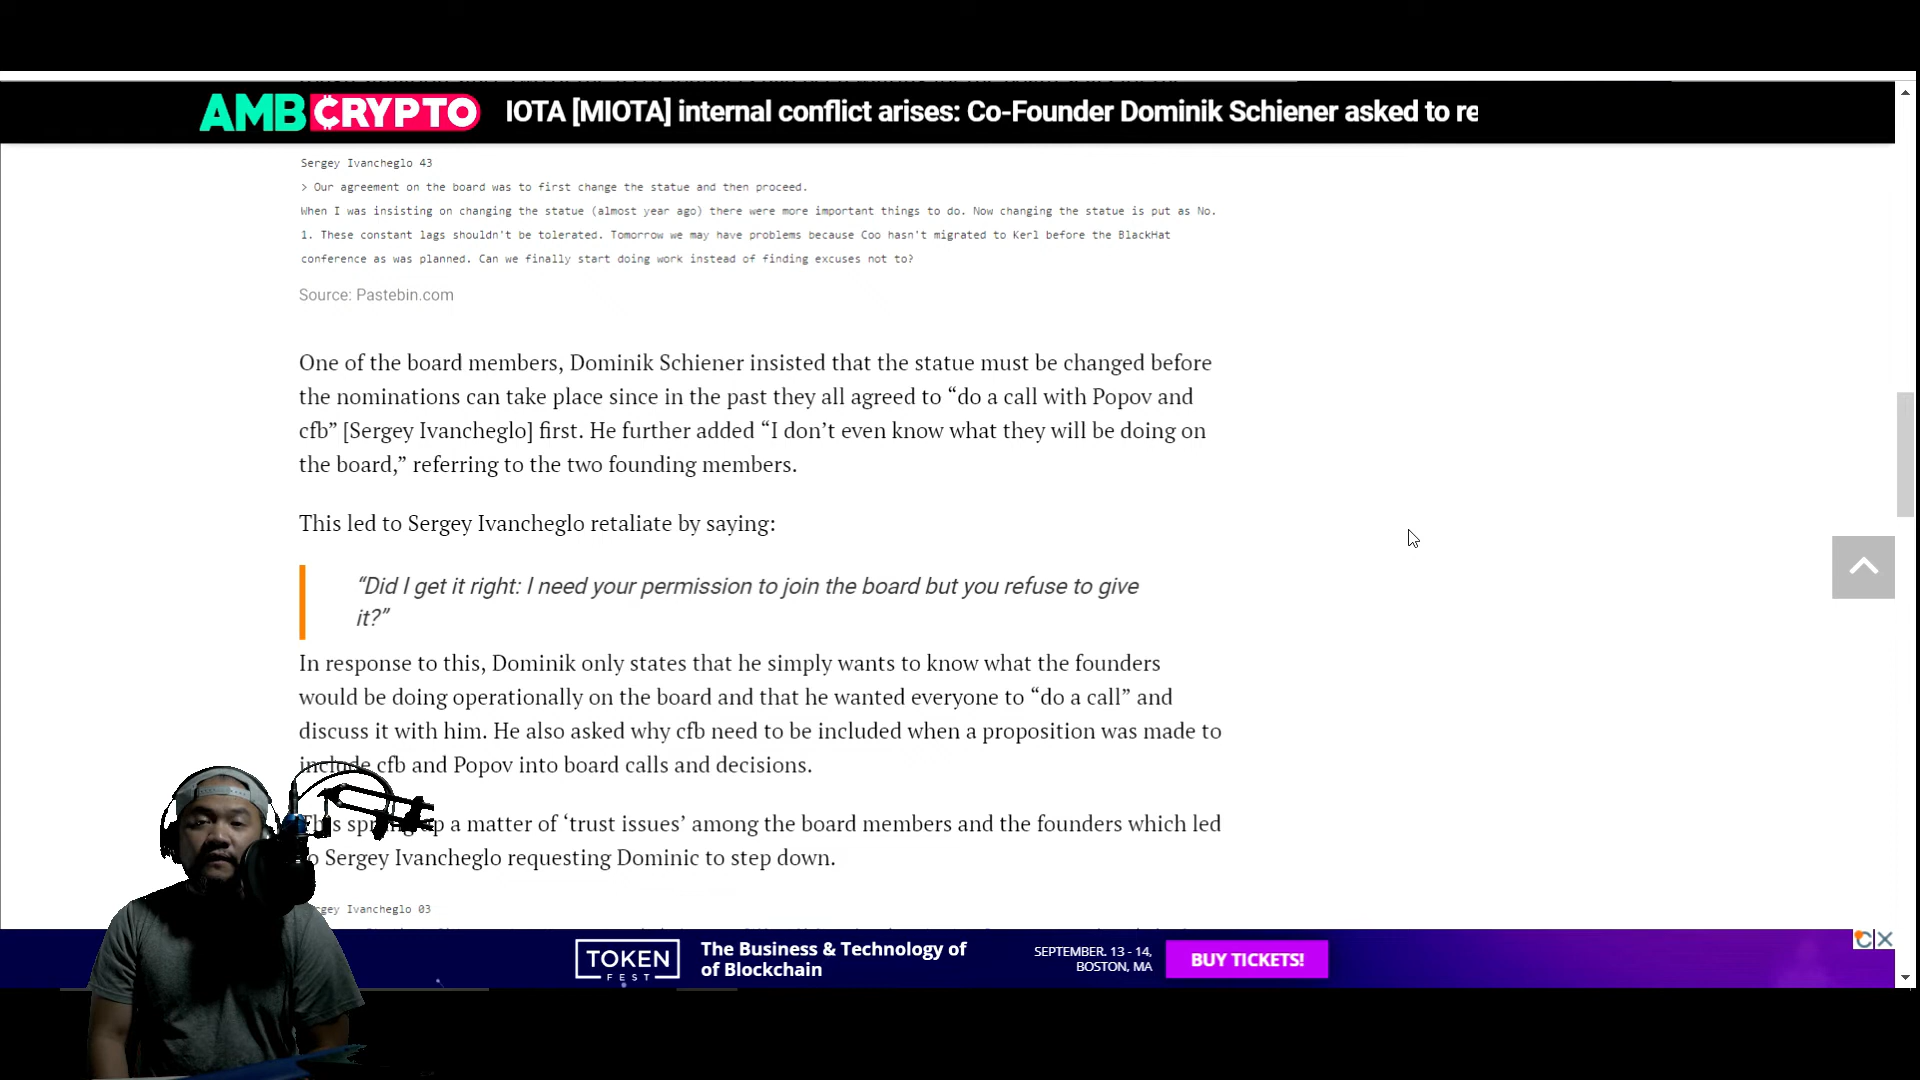 AMBCRYPTO IOTA [MIOTA] internal conflict arises: Co-Founder Dominik Schiener asked to re
Sergey Ivancheglo 43
> Our agreement on the board was to first change the statue and then proceed.
When I was insisting on changing the statue (almost year ago) there were more important things to do. Now changing the statue is put as No.
1. These constant lags shouldn't be tolerated. Tomorrow we may have problems because Coo hasn't migrated to Kerl before the BlackHat
conference as was planned. Can we finally start doing work instead of finding excuses not to?
Source: Pastebin.com
One of the board members, Dominik Schiener insisted that the statue must be changed before
the nominations can take place since in the past they all agreed to “do a call with Popov and
cfb” [Sergey Ivancheglo] first. He further added “I don’t even know what they will be doing on
the board,” referring to the two founding members.
This led to Sergey Ivancheglo retaliate by saying:
“Did I get it right: I need your permission to join the board but you refuse to give
it?”
In response to this, Dominik only states that he simply wants to know what the founders
would be doing operationally on the board and that he wanted everyone to “do a call” and
discuss it with him. He also asked why cfb need to be included when a proposition was made to
include cfb and Popov into board calls and decisions.
This up a matter of ‘trust issues’ among the board members and the founders which led
Sergey Ivancheglo requesting Dominic to step down.
Ivancheglo 03
TOKEN
FEST
The Business & Technology of
of Blockchain
SEPTEMBER. 13 - 14,
BOSTON, MA
BUY TICKETS!